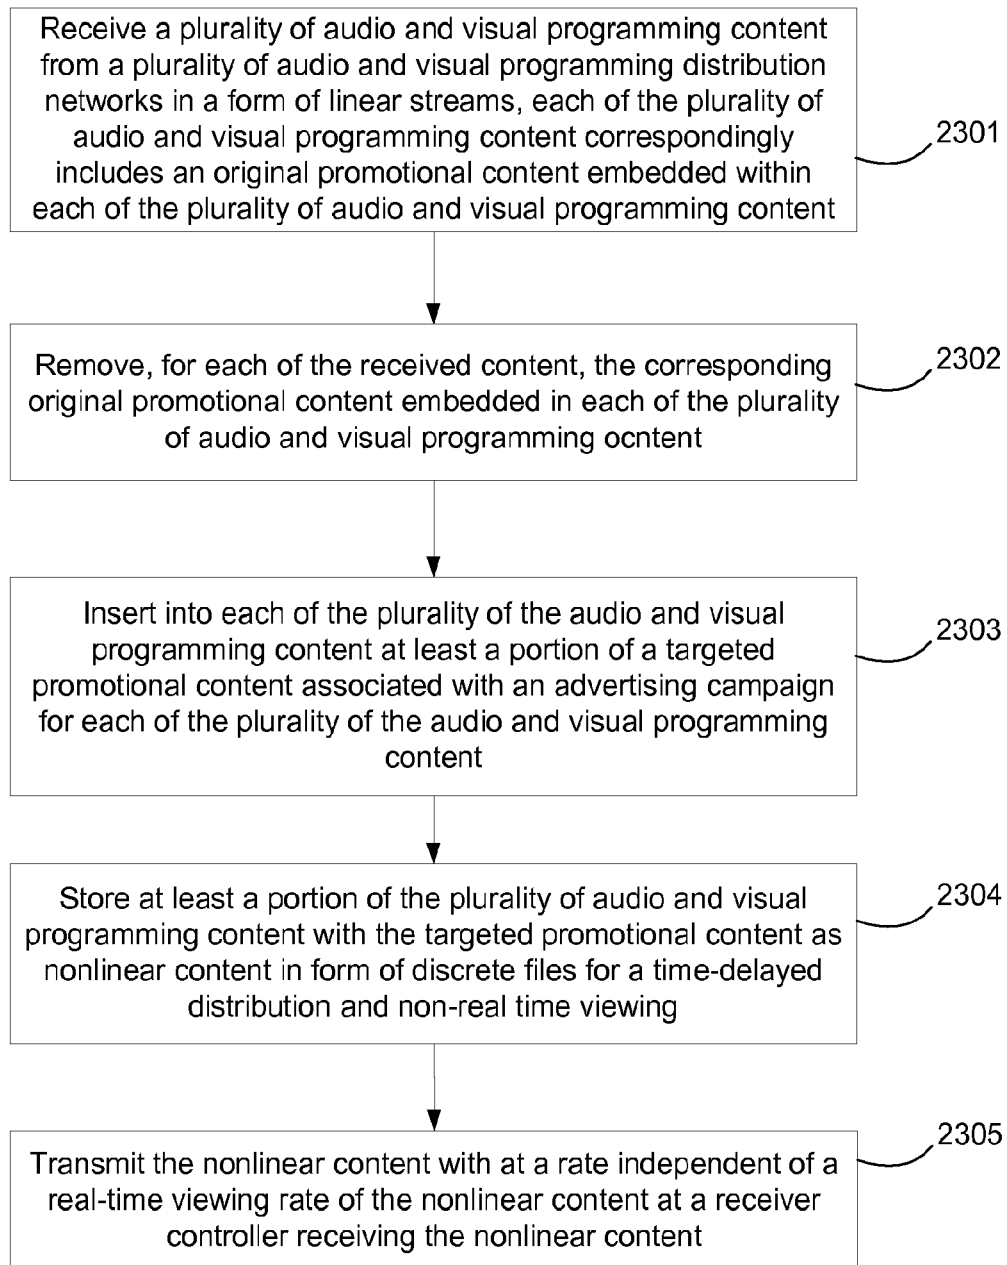 Receive a plurality of audio and visual programming content
from a plurality of audio and visual programming distribution
networks in a form of linear streams, each of the plurality of
audio and visual programming content correspondingly
includes an original promotional content embedded within
each of the plurality of audio and visual programming content
2301
Remove, for each of the received content, the corresponding
original promotional content embedded in each of the plurality
of audio and visual programming ocntent
2302
Insert into each of the plurality of the audio and visual
programming content at least a portion of a targeted
promotional content associated with an advertising campaign
for each of the plurality of the audio and visual programming
content
2303
Store at least a portion of the plurality of audio and visual
programming content with the targeted promotional content as
nonlinear content in form of discrete files for a time-delayed
distribution and non-real time viewing
2304
Transmit the nonlinear content with at a rate independent of a
real-time viewing rate of the nonlinear content at a receiver
controller receiving the nonlinear content
2305